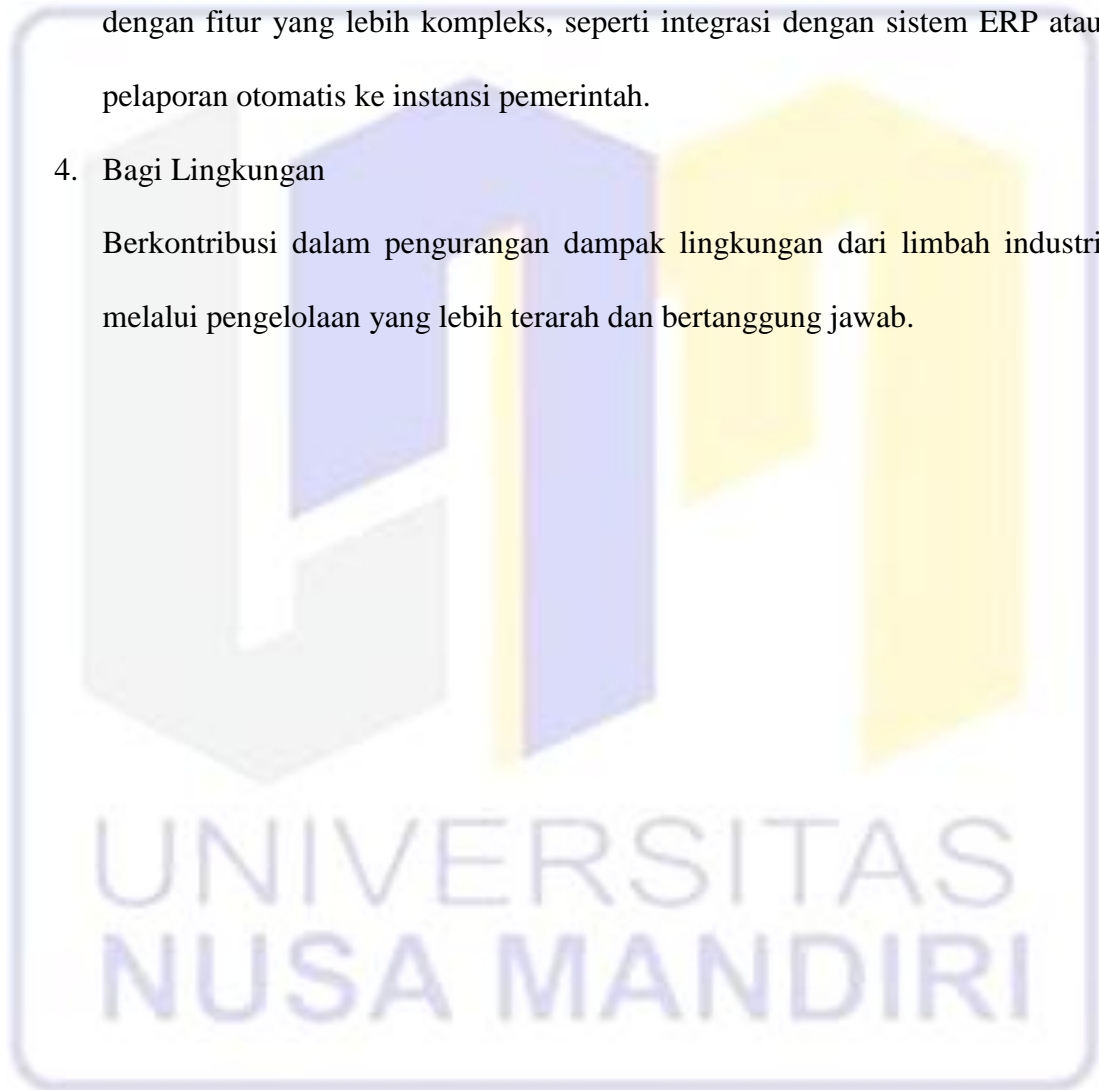 dengan fitur yang lebih kompleks, seperti integrasi dengan sistem ERP atau
pelaporan otomatis ke instansi pemerintah.
4. Bagi Lingkungan
Berkontribusi dalam pengurangan dampak lingkungan dari limbah industri
melalui pengelolaan yang lebih terarah dan bertanggung jawab.
UNIVERSITAS
NUSA MANDIRI